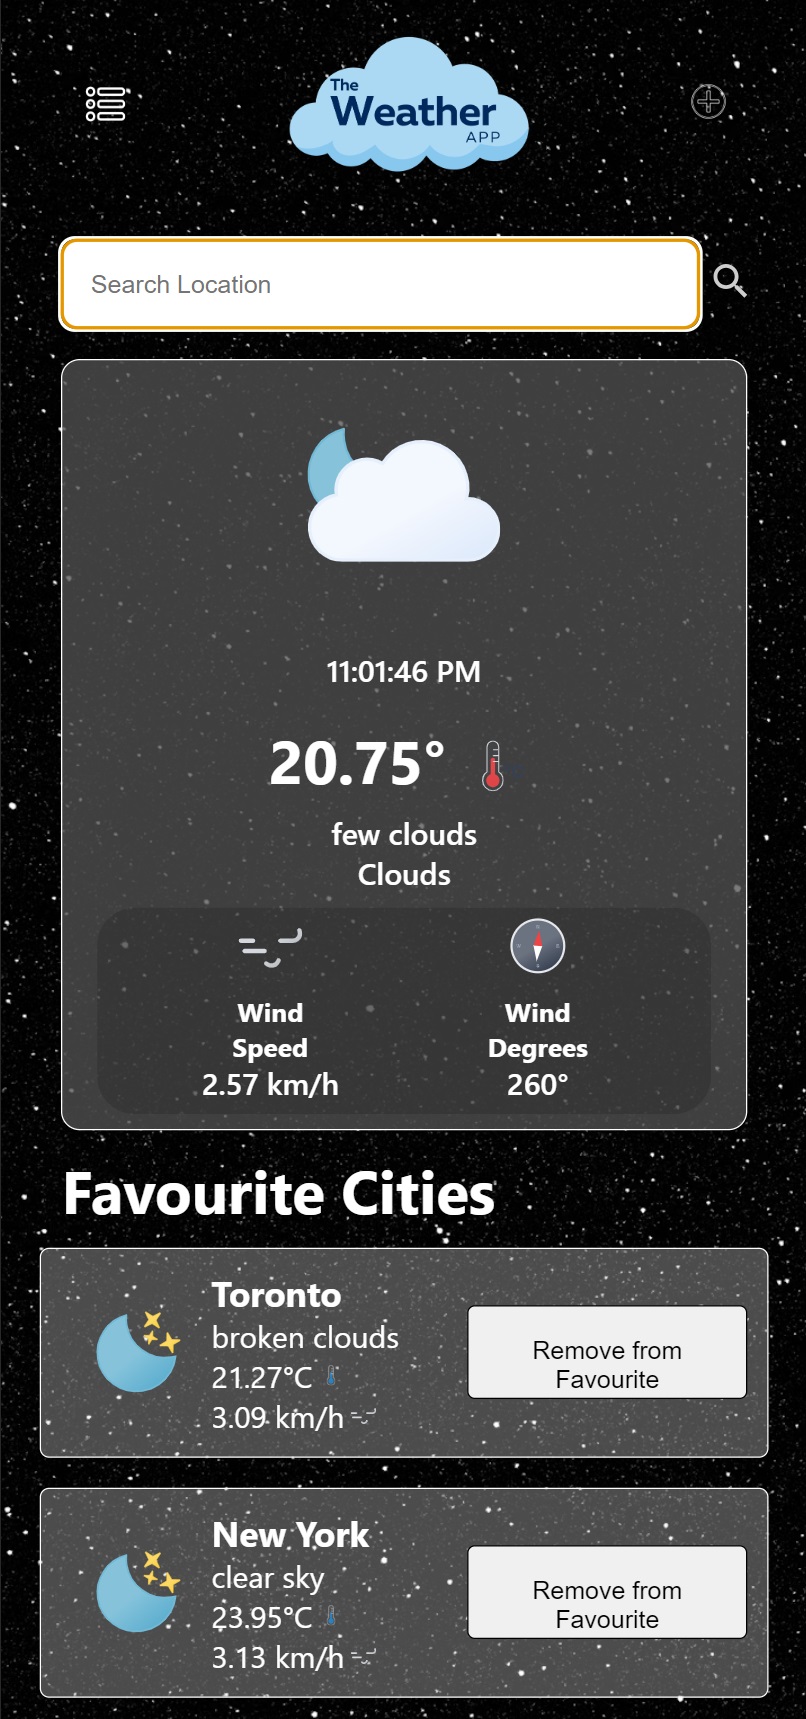 The
Weather
APP
Search Location
11:01:46 PM
20.75°
few clouds
Clouds
Wind
Speed
2.57 km/h
Wind
Degrees
260°
Favourite Cities
Toronto
broken clouds
21.27°C
3.09 km/h
Remove from
Favourite
New York
clear sky
23.95°C
3.13 km/h
Remove from
Favourite